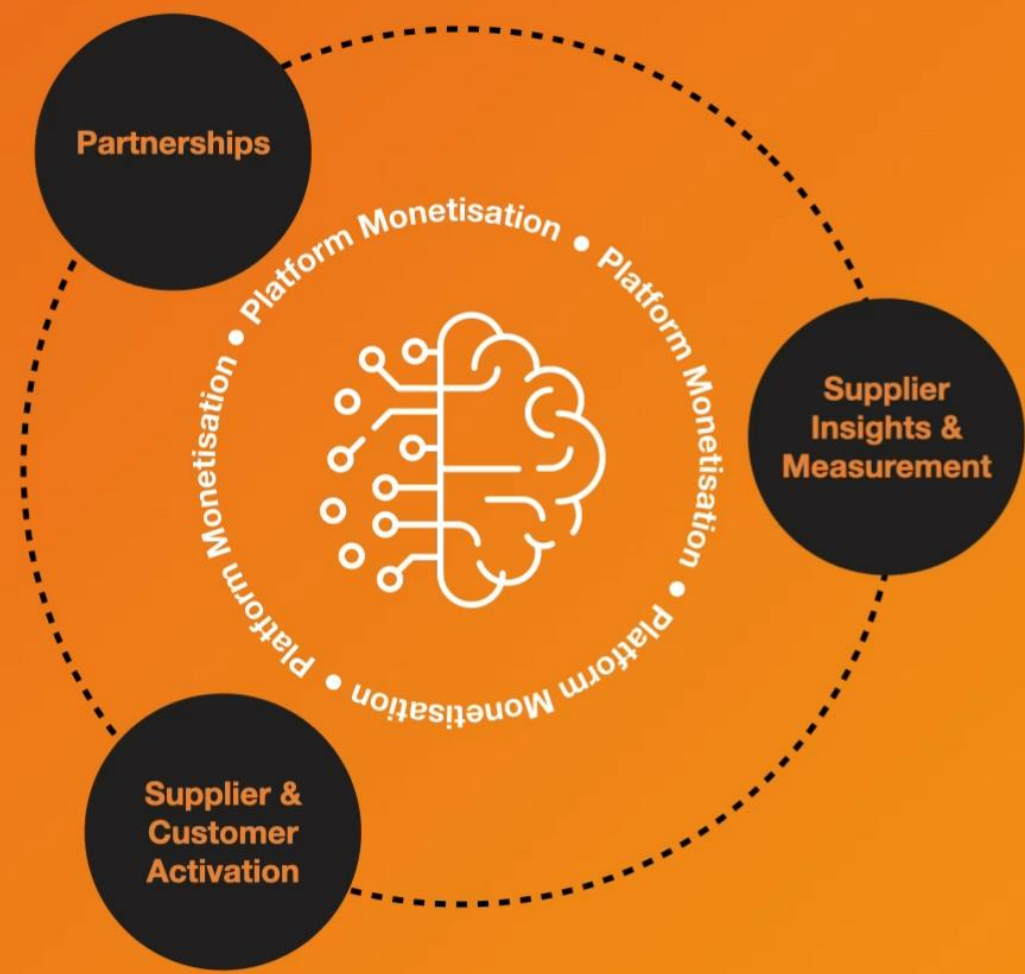 Partnerships
Platform Monetisation • Platform Monetisation • Platform Monetisation • Platform Monetisation •
Supplier
Insights &
Measurement
Supplier &
Customer
Activation